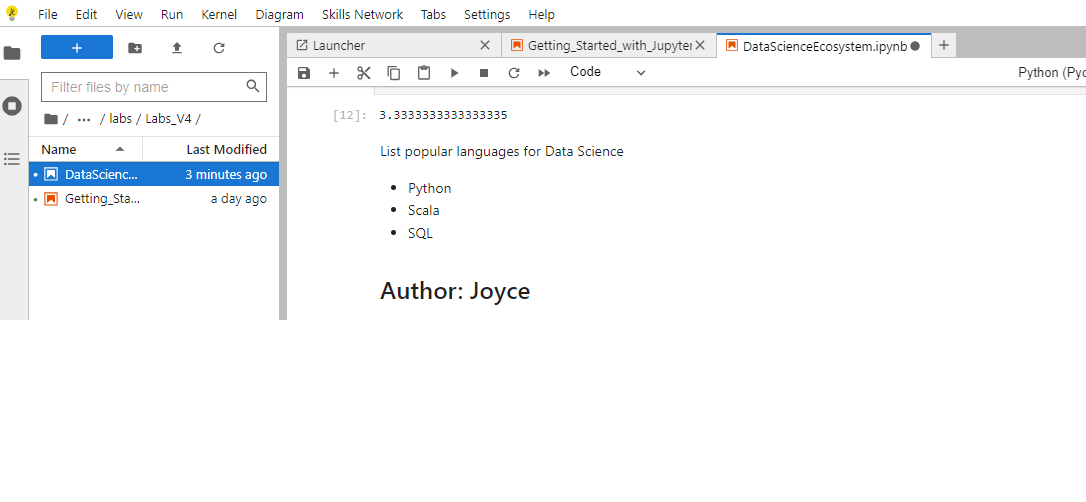 File Edit View Run Kernel Diagram Skills Network Tabs Settings Help
Launcher
Getting_Started_with_Jupyter
DataScienceEcosystem.ipynb
Filter files by name
Code
Python (Pyo
/ ··· / labs / Labs_V4 /
Name Last Modified
DataScienc... 3 minutes ago
Getting_Sta... a day ago
[12]: 3.3333333333333335
List popular languages for Data Science
• Python
• Scala
• SQL
Author: Joyce